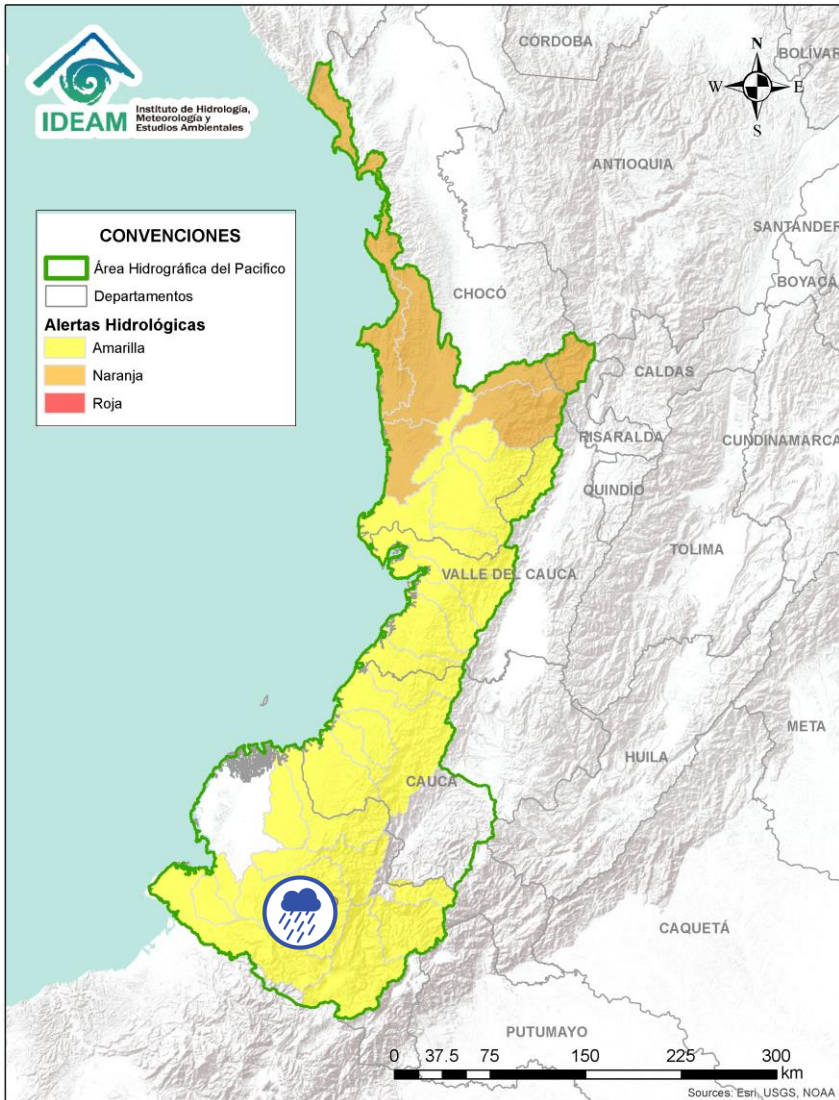 IDEAM
Instituto de Hidrología,
Meteorología y
Estudios Ambientales
N
W E
S
CÓRDOBA
BOLÍVAR
ANTIOQUIA
SANTANDER
BOYACÁ
CONVENCIONES
Área Hidrográfica del Pacifico
Departamentos
Alertas Hidrológicas
Amarilla
Naranja
Roja
CHOCÓ
CALDAS
RISARALDA
CUNDINAMARCA
QUINDÍO
TOLIMA
VALLE DEL CAUCA
META
HUILA
CAUCA
CAQUETÁ
PUTUMAYO
0 37.5 75 150 225 300
km
Sources: Esri, USGS, NOAA